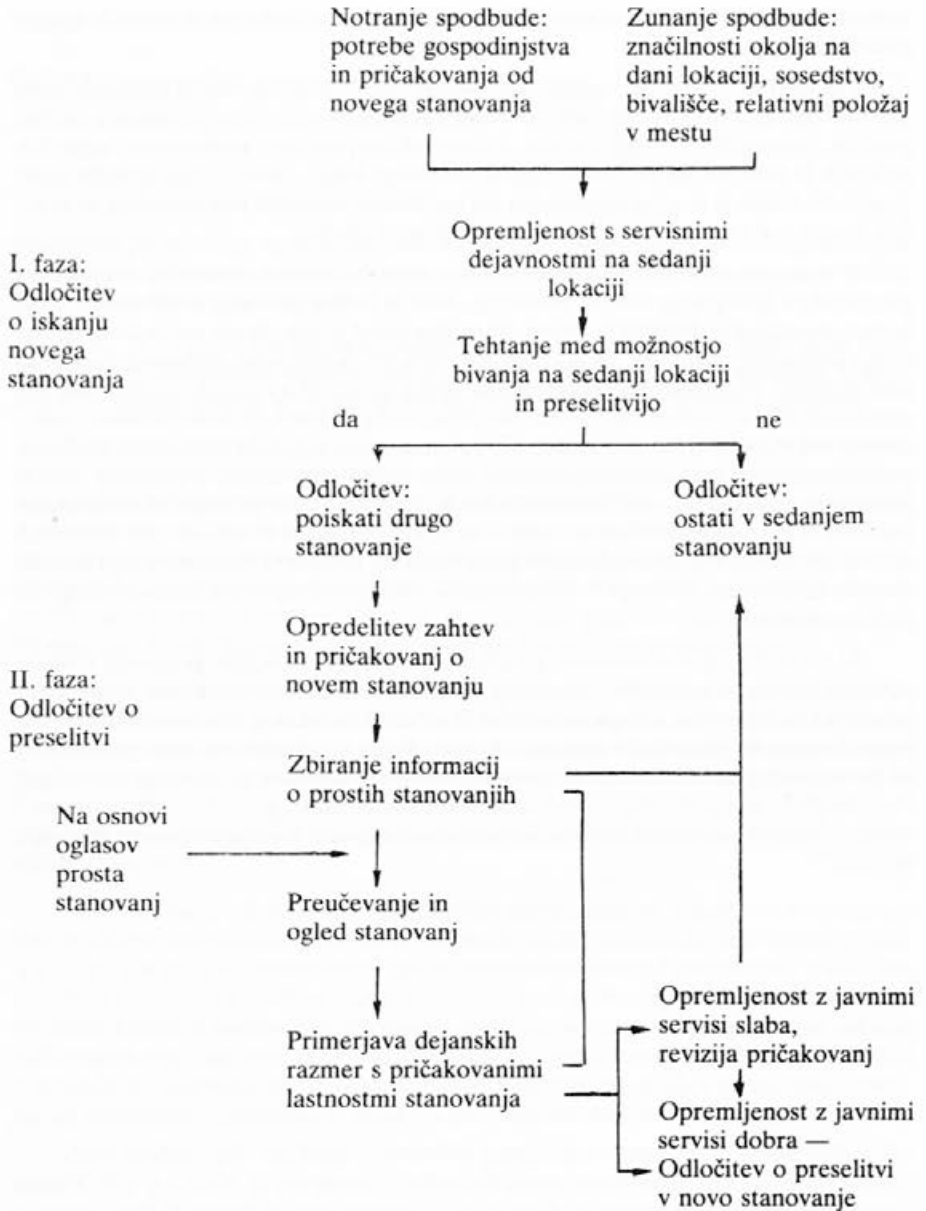 Notranje spodbude:
potrebe gospodinjstva
in pričakovanja od
novega stanovanja
Zunanje spodbude:
značilnosti okolja na
dani lokaciji, sosedstvo,
bivališče, relativni položaj
v mestu
Opremljenost s servisnimi
dejavnostmi na sedanji
lokaciji
I. faza:
Odločitev
o iskanju
novega
stanovanja
Tehtanje med možnostjo
bivanja na sedanji lokaciji
in preselitvijo
da
ne
Odločitev:
poiskati drugo
stanovanje
Odločitev:
ostati v sedanjem
stanovanju
Opredelitev zahtev
in pričakovanj o
novem stanovanju
II. faza:
Odločitev o
preselitvi
Zbiranje informacij
o prostih stanovanjih
Na osnovi
oglasov
prosta
stanovanj
Preučevanje in
ogled stanovanj
Primerjava dejanskih
razmer s pričakovanimi
lastnostmi stanovanja
Opremljenost z javnimi
servisi slaba,
revizija pričakovanj
Opremljenost z javnimi
servisi dobra —
Odločitev o preselitvi
v novo stanovanje